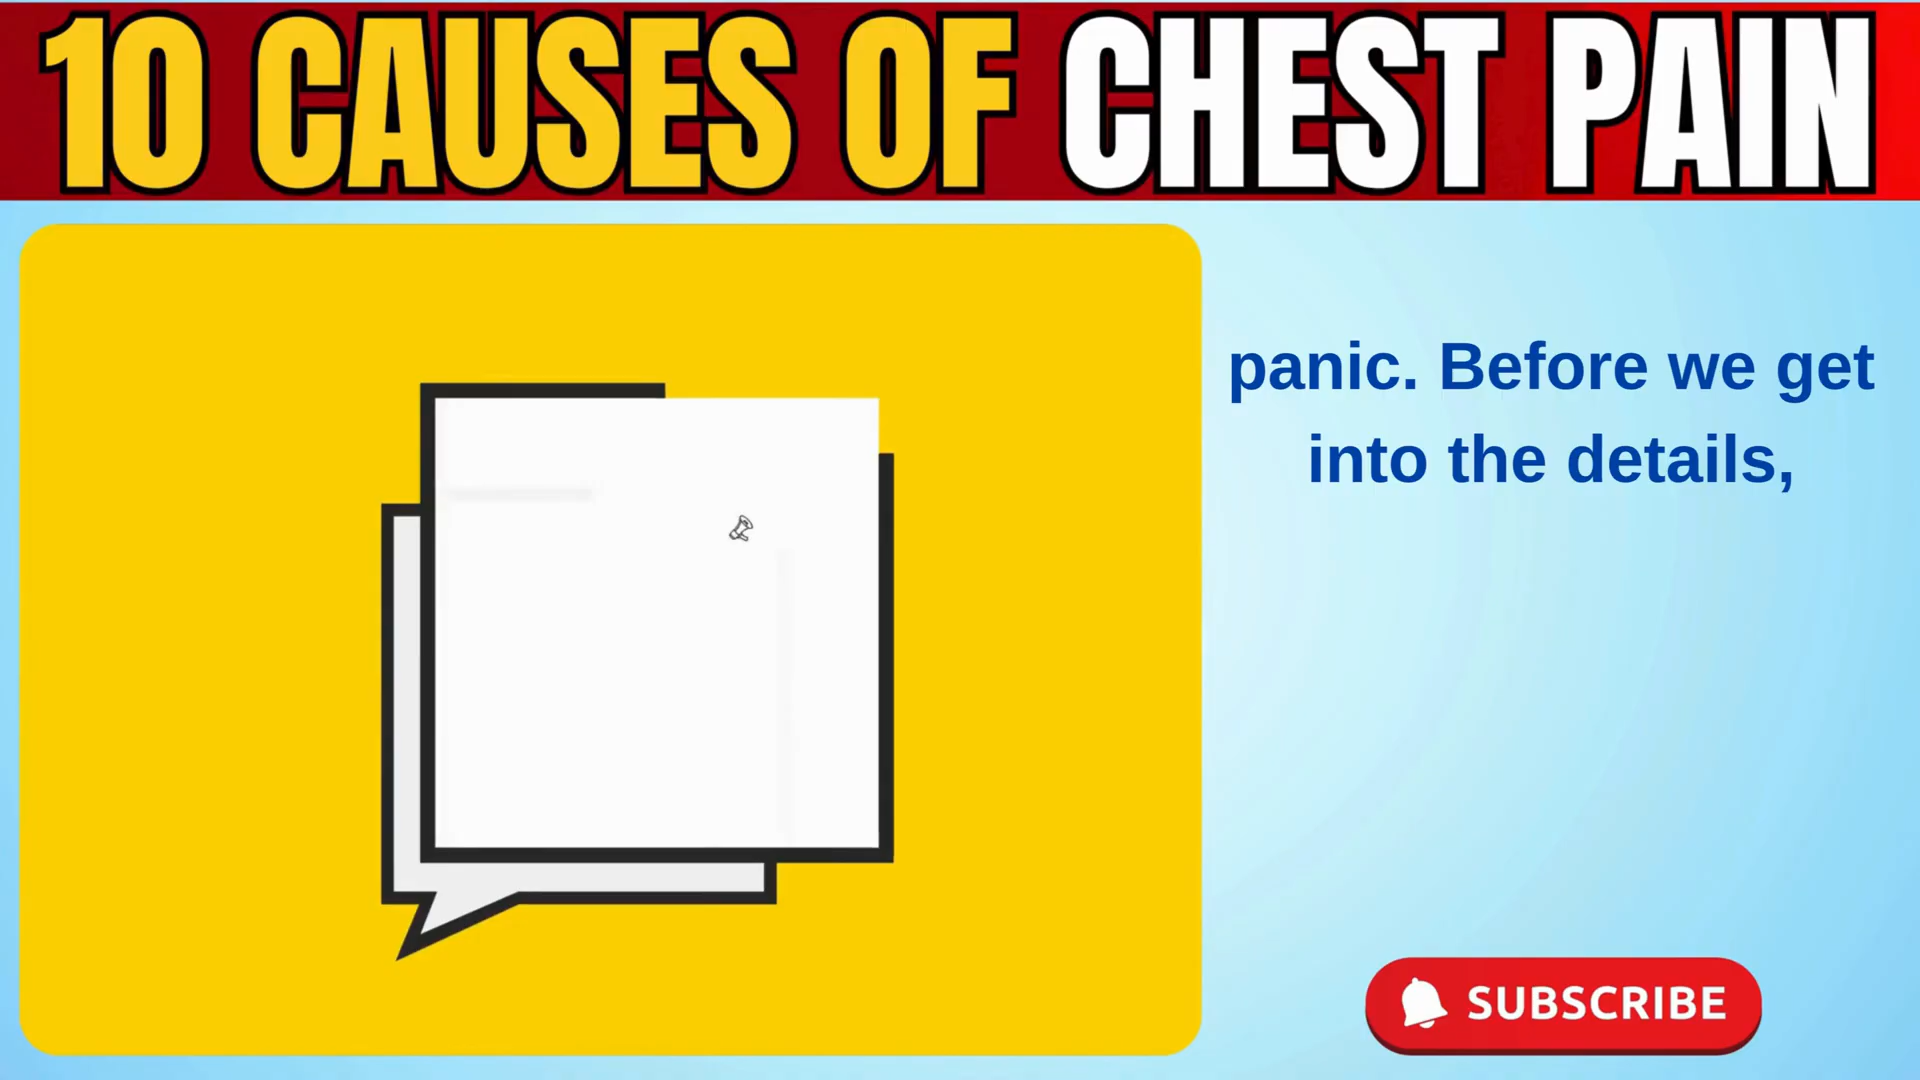 10 CAUSES OF CHEST PAIN
panic. Before we get
into the details,
SUBSCRIBE